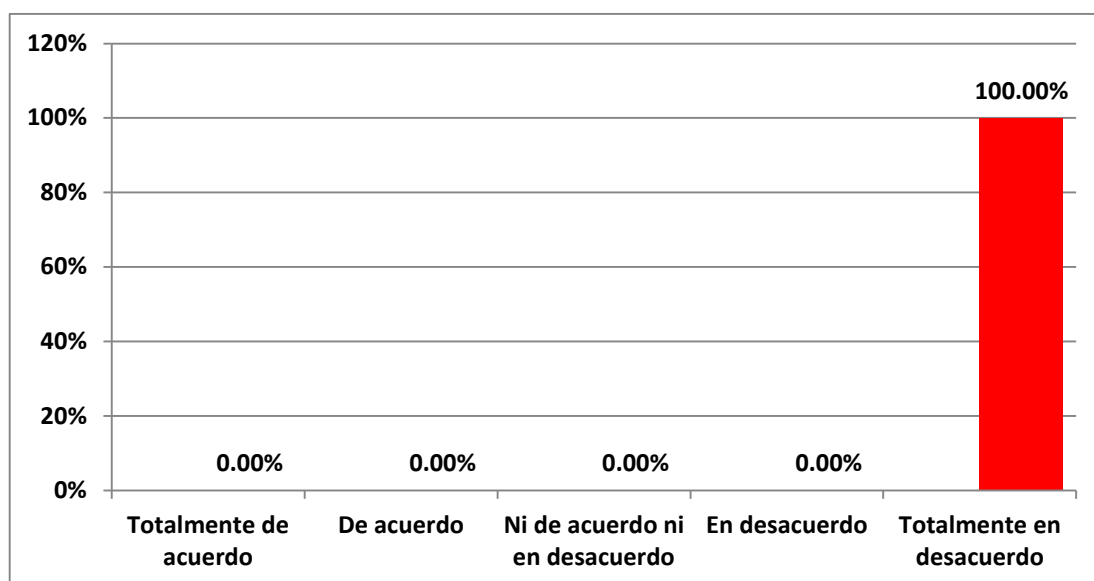 120%
100%
80%
60%
40%
20%
0%
100.00%
0.00%
0.00%
0.00%
0.00%
Totalmente de
acuerdo
De acuerdo
Ni de acuerdo ni
en desacuerdo
En desacuerdo
Totalmente en
desacuerdo